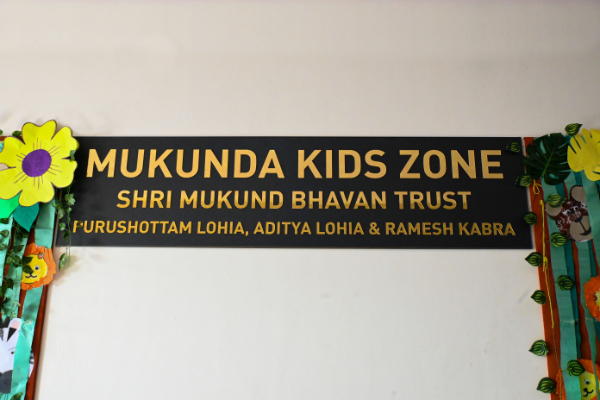 MUKUNDA KIDS ZONE
SHRI MUKUND BHAVAN TRUST
PURUSHOTTAM LOHIA, ADITYA LOHIA & RAMESH KABRA